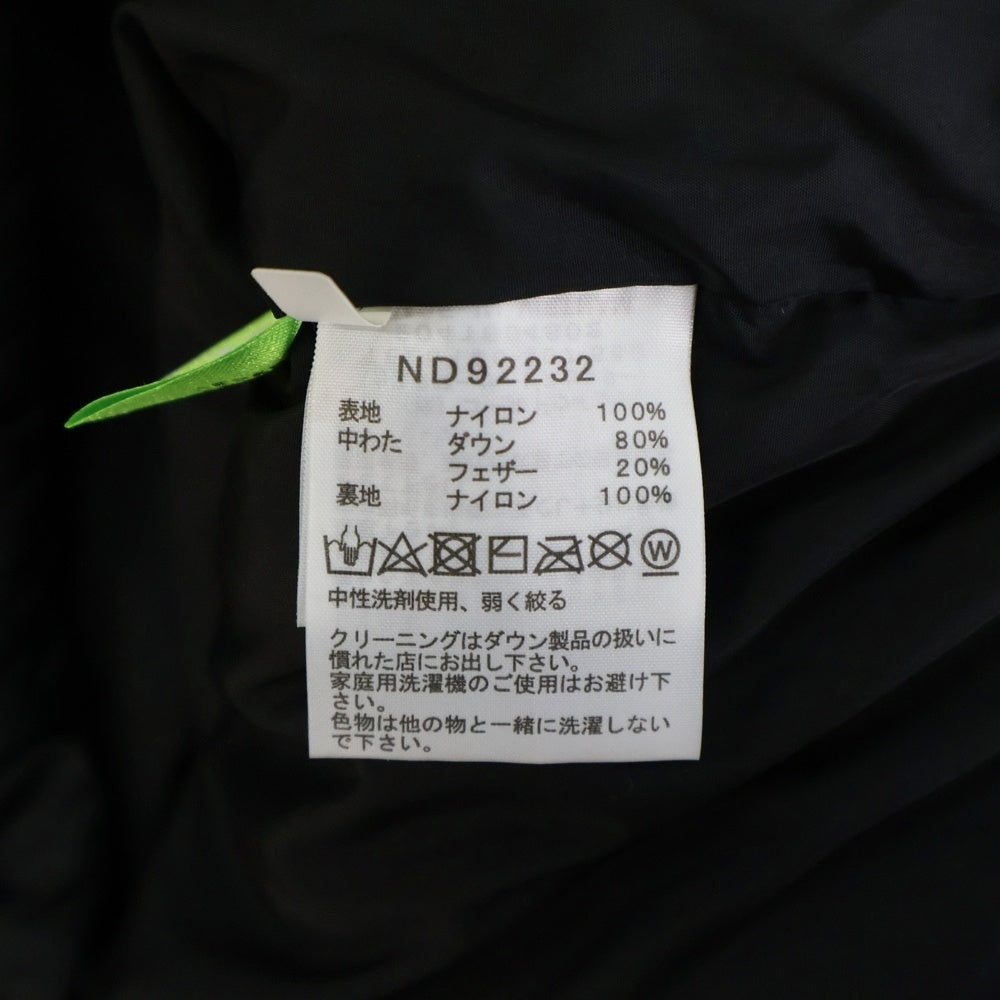 ND92232
表地 ナイロン 100%
中わた ダウン 80%
フェザー 20%
裏地 ナイロン 100%
W
中性洗剤使用、弱く絞る
クリーニングはダウン製品の扱いに
慣れた店にお出し下さい。
家庭用洗濯機のご使用はお避け下
さい。
色物は他の物と一緒に洗濯しない
で下さい。